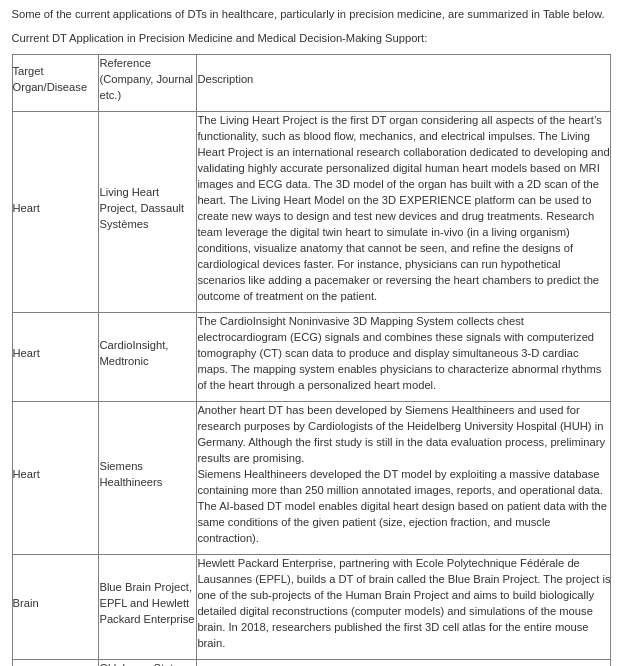 Some of the current applications of DTs in healthcare, particularly in precision medicine, are summarized in Table below.
Current DT Application in Precision Medicine and Medical Decision-Making Support:
Target
Organ/Disease
Reference
(Company, Journal
etc.)
Description
Heart
Living Heart
Project, Dassault
Systèmes
The Living Heart Project is the first DT organ considering all aspects of the heart's
functionality, such as blood flow, mechanics, and electrical impulses. The Living
Heart Project is an international research collaboration dedicated to developing and
validating highly accurate personalized digital human heart models based on MRI
images and ECG data. The 3D model of the organ has built with a 2D scan of the
heart. The Living Heart Model on the 3D EXPERIENCE platform can be used to
create new ways to design and test new devices and drug treatments. Research
team leverage the digital twin heart to simulate in-vivo (in a living organism)
conditions, visualize anatomy that cannot be seen, and refine the designs of
cardiological devices faster. For instance, physicians can run hypothetical
scenarios like adding a pacemaker or reversing the heart chambers to predict the
outcome of treatment on the patient.
Heart
CardioInsight,
Medtronic
The CardioInsight Noninvasive 3D Mapping System collects chest
electrocardiogram (ECG) signals and combines these signals with computerized
tomography (CT) scan data to produce and display simultaneous 3-D cardiac
maps. The mapping system enables physicians to characterize abnormal rhythms
of the heart through a personalized heart model.
Heart
Siemens
Healthineers
Another heart DT has been developed by Siemens Healthineers and used for
research purposes by Cardiologists of the Heidelberg University Hospital (HUH) in
Germany. Although the first study is still in the data evaluation process, preliminary
results are promising.
Siemens Healthineers developed the DT model by exploiting a massive database
containing more than 250 million annotated images, reports, and operational data.
The AI-based DT model enables digital heart design based on patient data with the
same conditions of the given patient (size, ejection fraction, and muscle
contraction).
Brain
Blue Brain Project,
EPFL and Hewlett
Packard Enterprise
Hewlett Packard Enterprise, partnering with Ecole Polytechnique Fédérale de
Lausannes (EPFL), builds a DT of brain called the Blue Brain Project. The project is
one of the sub-projects of the Human Brain Project and aims to build biologically
detailed digital reconstructions (computer models) and simulations of the mouse
brain. In 2018, researchers published the first 3D cell atlas for the entire mouse
brain.